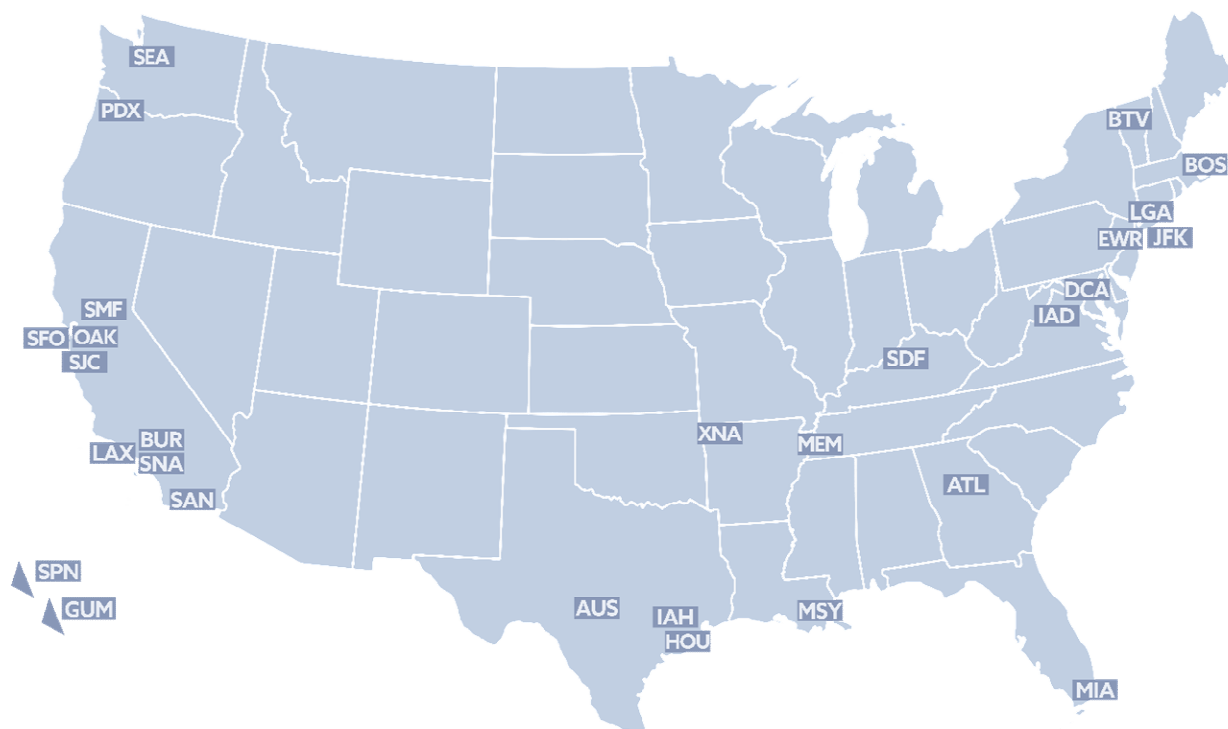 SEA
PDX
BTV
BOS
LGA
EWR JFK
DCA
SMF
IAD
SFO OAK
SJC
SDF
XNA
BUR
MEM
LAX
SNA
ATL
SAN
SPN
GUM
AUS
IAH
MSY
HOU
MIA